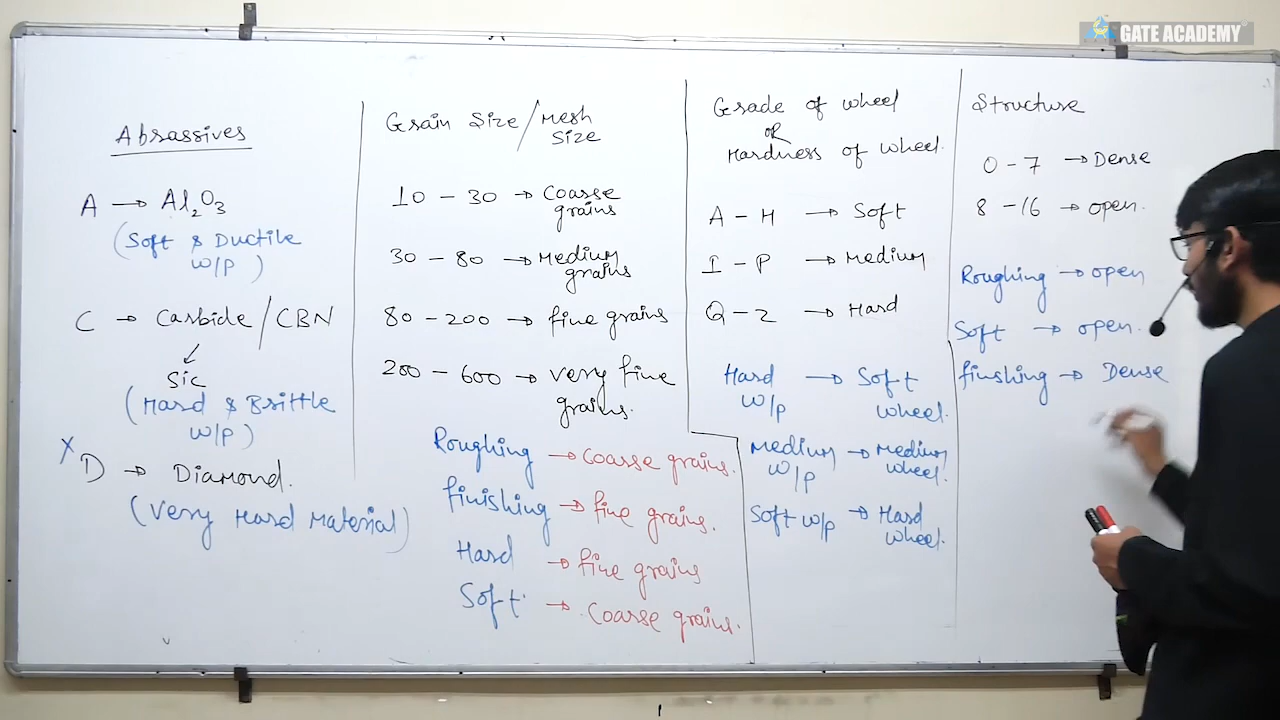 GATE ACADEMY
Abrassives
A → Al2O3
(Soft & Ductile
w/p)
C → Carbide/CBN
Sic
(Hard & Brittle
w/p)
X D → Diamond.
(Very Hard Material)
Grain Size/Mesh
Size
10 - 30 → Coarse
grains
30 - 80 → Medium
grains
80 - 200 → fine grains
200 - 600 → very fine
grains.
Roughing → Coarse grains.
finishing → fine grains.
Hard → fine grains
Soft → Coarse grains.
Grade of wheel
OR
Hardness of wheel.
A - H → Soft
I - P → Medium
Q - Z → Hard
Hard → Soft
w/p wheel.
Medium → Medium
w/p wheel.
Soft w/p → Hard
wheel.
Structure
0 - 7 → Dense
8 - 16 → open.
Roughing → open
Soft → open.
finishing → Dense